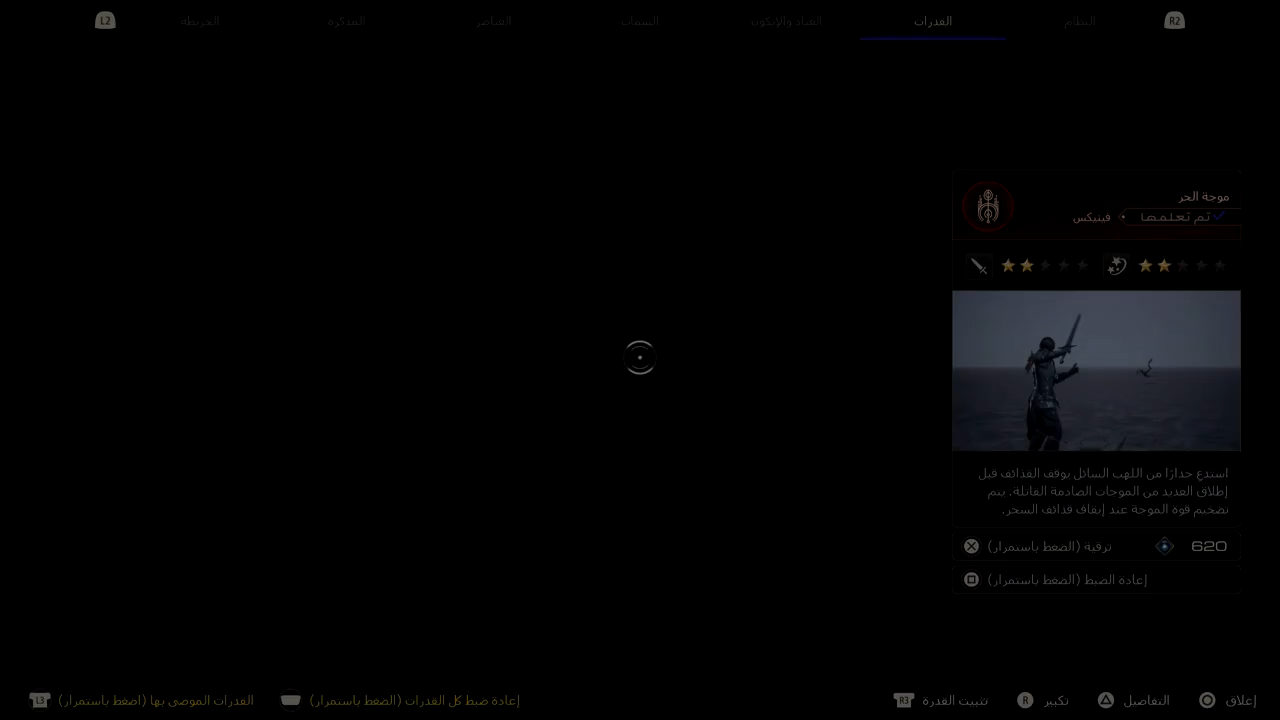 L2
الخريطة
المذكرة
العناصر
السمات
العتاد والإيكون
القدرات
النظام
R2
موجة الحر
تم تعلمها
فينيكس
استدع جدارًا من اللهب السائل يوقف القذائف قبل
إطلاق العديد من الموجات الصادمة القاتلة. يتم
تضخيم قوة الموجة عند إيقاف قذائف السحر.
ترقية (الضغط باستمرار)
620
إعادة الضبط (الضغط باستمرار)
L3 القدرات الموصى بها (اضغط باستمرار)
إعادة ضبط كل القدرات (الضغط باستمرار)
R3 تثبيت القدرة
R تكبير
التفاصيل
إغلاق